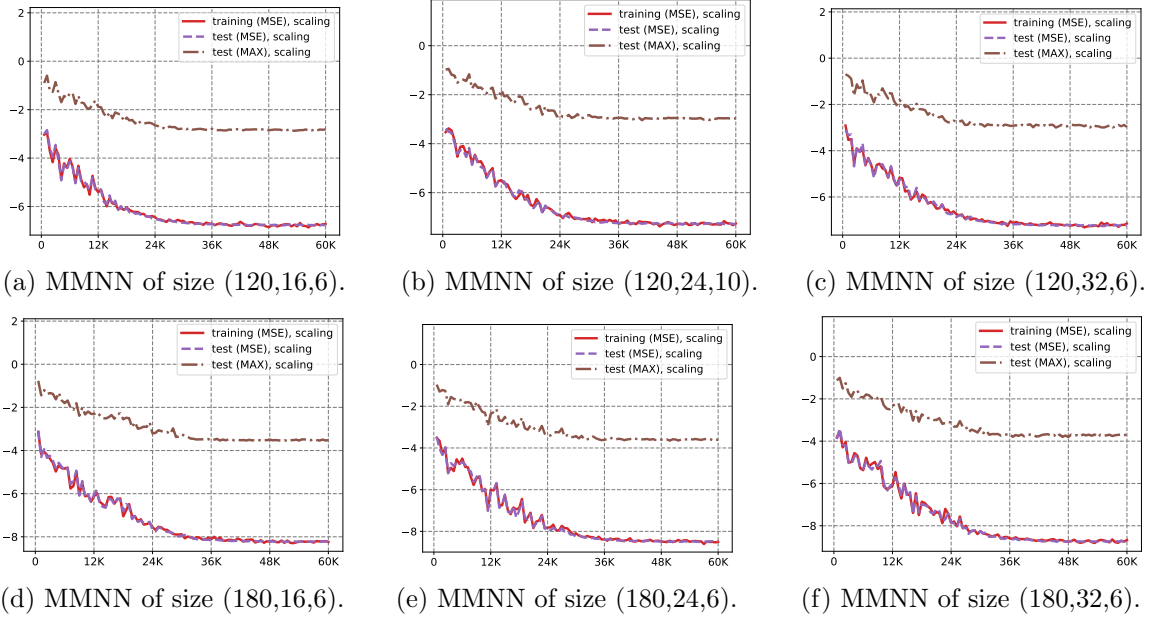 2
0
−2
−4
−6
0 12K 24K 36K 48K 60K
training (MSE), scaling
test (MSE), scaling
test (MAX), scaling
0
−2
−4
−6
0 12K 24K 36K 48K 60K
training (MSE), scaling
test (MSE), scaling
test (MAX), scaling
2
0
−2
−4
−6
0 12K 24K 36K 48K 60K
training (MSE), scaling
test (MSE), scaling
test (MAX), scaling
(a) MMNN of size (120,16,6). (b) MMNN of size (120,24,10). (c) MMNN of size (120,32,6).
2
0
−2
−4
−6
−8
0 12K 24K 36K 48K 60K
training (MSE), scaling
test (MSE), scaling
test (MAX), scaling
0
−2
−4
−6
−8
0 12K 24K 36K 48K 60K
training (MSE), scaling
test (MSE), scaling
test (MAX), scaling
0
−2
−4
−6
−8
0 12K 24K 36K 48K 60K
training (MSE), scaling
test (MSE), scaling
test (MAX), scaling
(d) MMNN of size (180,16,6). (e) MMNN of size (180,24,6). (f) MMNN of size (180,32,6).